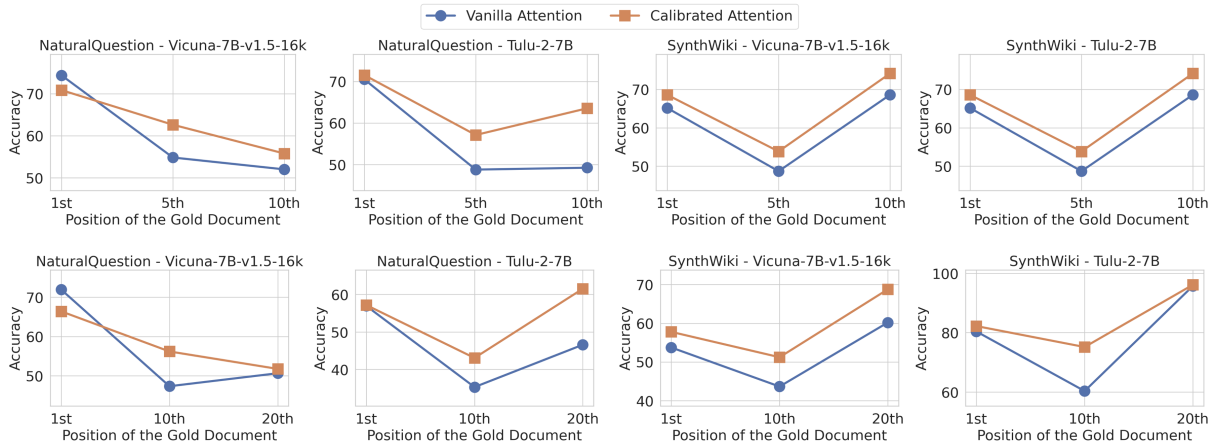 Vanilla Attention Calibrated Attention
NaturalQuestion - Vicuna-7B-v1.5-16k
Accuracy
70
60
50
1st 5th 10th
Position of the Gold Document
NaturalQuestion - Tulu-2-7B
Accuracy
70
60
50
1st 5th 10th
Position of the Gold Document
SynthWiki - Vicuna-7B-v1.5-16k
Accuracy
70
60
50
1st 5th 10th
Position of the Gold Document
SynthWiki - Tulu-2-7B
Accuracy
70
60
50
1st 5th 10th
Position of the Gold Document
NaturalQuestion - Vicuna-7B-v1.5-16k
Accuracy
70
60
50
1st 10th 20th
Position of the Gold Document
NaturalQuestion - Tulu-2-7B
Accuracy
60
50
40
1st 10th 20th
Position of the Gold Document
SynthWiki - Vicuna-7B-v1.5-16k
Accuracy
70
60
50
40
1st 10th 20th
Position of the Gold Document
SynthWiki - Tulu-2-7B
Accuracy
100
80
60
1st 10th 20th
Position of the Gold Document